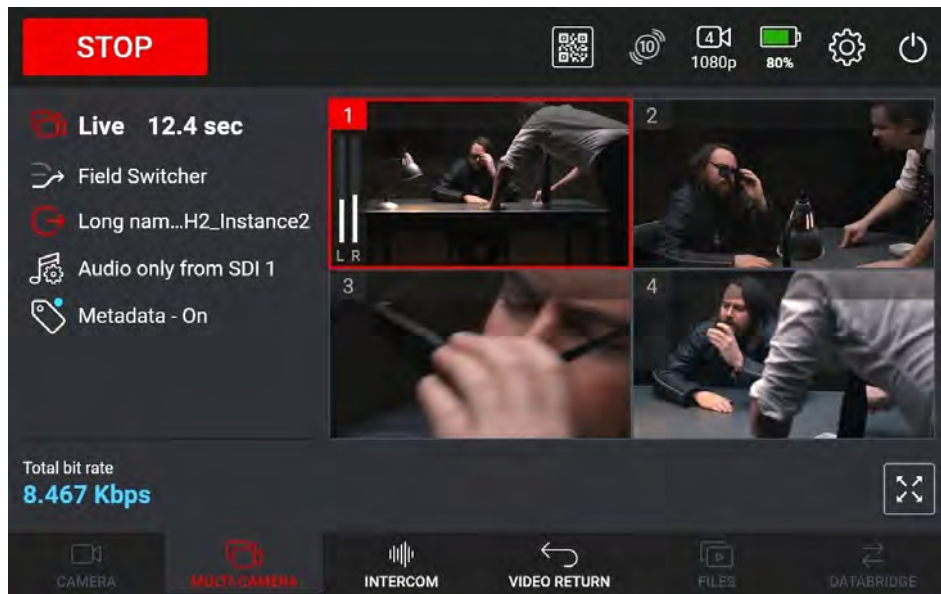 STOP
10
4
1080p
80%
Live 12.4 sec
Field Switcher
Long nam...H2_Instance2
Audio only from SDI 1
Metadata - On
1
L R
2
3
4
Total bit rate
8.467 Kbps
CAMERA
MULTI CAMERA
INTERCOM
VIDEO RETURN
FILES
DATABRIDGE